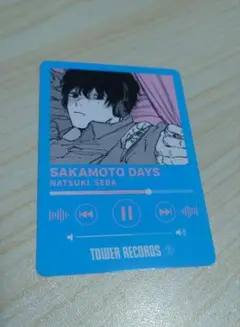 SAKAMOTO DAYS
NATSUKI SEBA
TOWER RECORDS